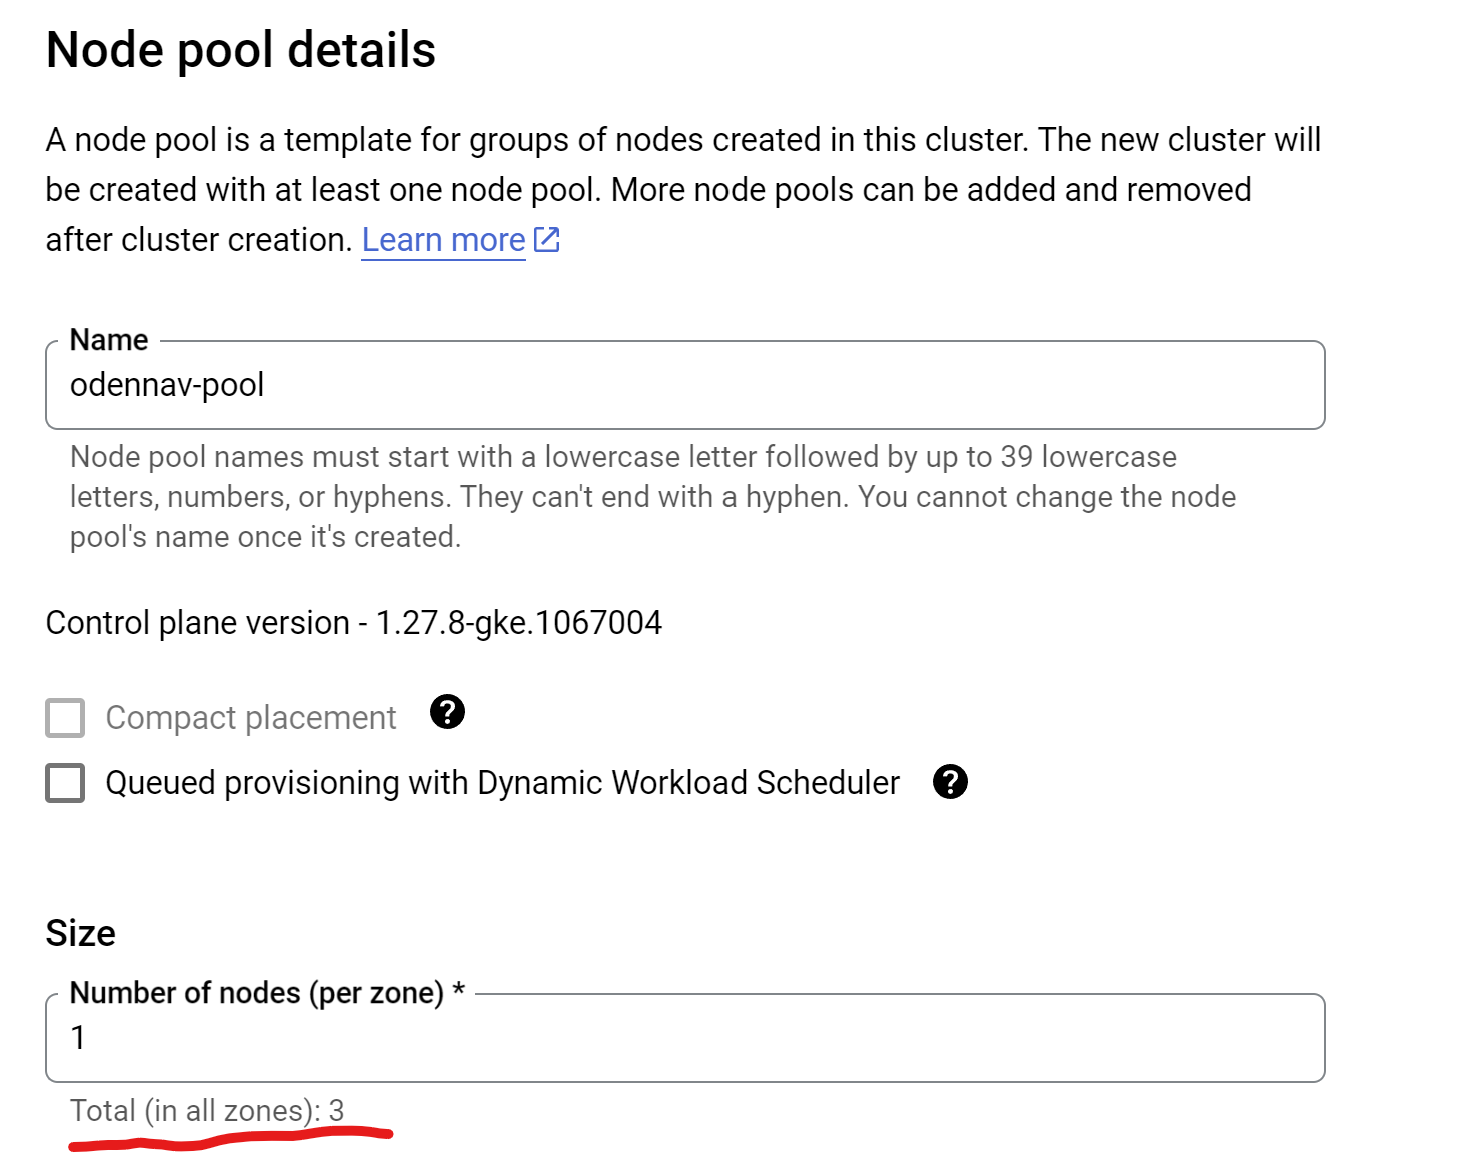 Node pool details
A node pool is a template for groups of nodes created in this cluster. The new cluster will
be created with at least one node pool. More node pools can be added and removed
after cluster creation. Learn more
Name
odennav-pool
Node pool names must start with a lowercase letter followed by up to 39 lowercase
letters, numbers, or hyphens. They can't end with a hyphen. You cannot change the node
pool's name once it's created.
Control plane version - 1.27.8-gke.1067004
Compact placement ?
Queued provisioning with Dynamic Workload Scheduler ?
Size
Number of nodes (per zone) *
1
Total (in all zones): 3